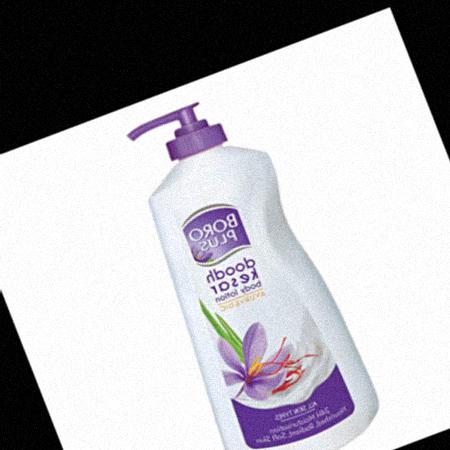 BORO
PLUS
doodh
kesar
body lotion
AYURVEDIC
ALL SKIN TYPES
24H Moisturisation
Nourished, Radiant, Soft Skin